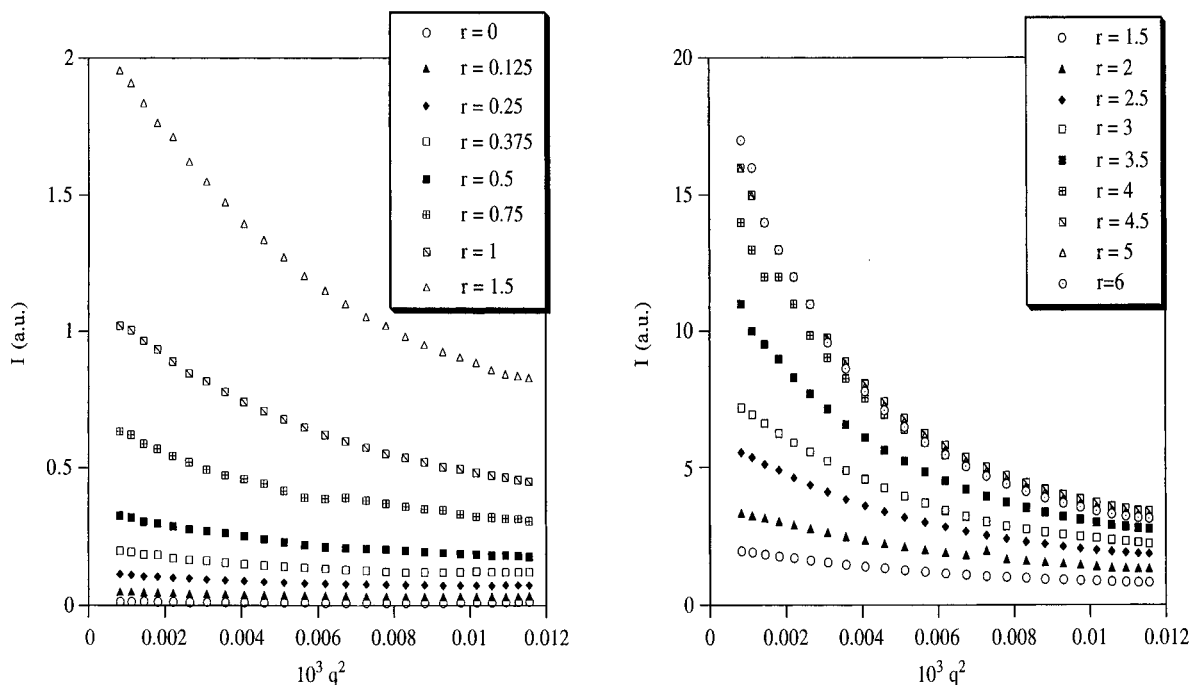 r = 0
r = 0.125
r = 0.25
r = 0.375
r = 0.5
r = 0.75
r = 1
r = 1.5
2
1.5
1
0.5
0
I (a.u.)
0
0.002
0.004
0.006
0.008
0.01
0.012
10³ q²
r = 1.5
r = 2
r = 2.5
r = 3
r = 3.5
r = 4
r = 4.5
r = 5
r=6
20
15
10
5
0
I (a.u.)
0
0.002
0.004
0.006
0.008
0.01
0.012
10³ q²